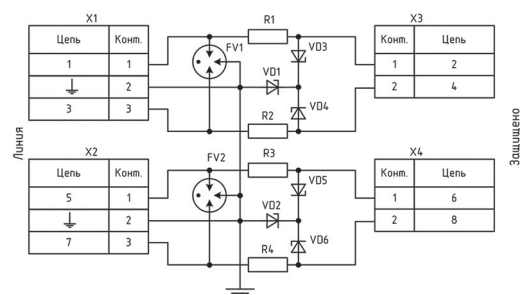 X1
R1
X3
Цепь Конт.
FV1
VD3
Конт. Цепь
1 1
1 2
2
VD1
2 4
3 3
VD4
R2
Линия
Защищено
X2
R3
X4
Цепь Конт.
FV2
VD5
Конт. Цепь
5 1
1 6
2
VD2
2 8
7 3
VD6
R4